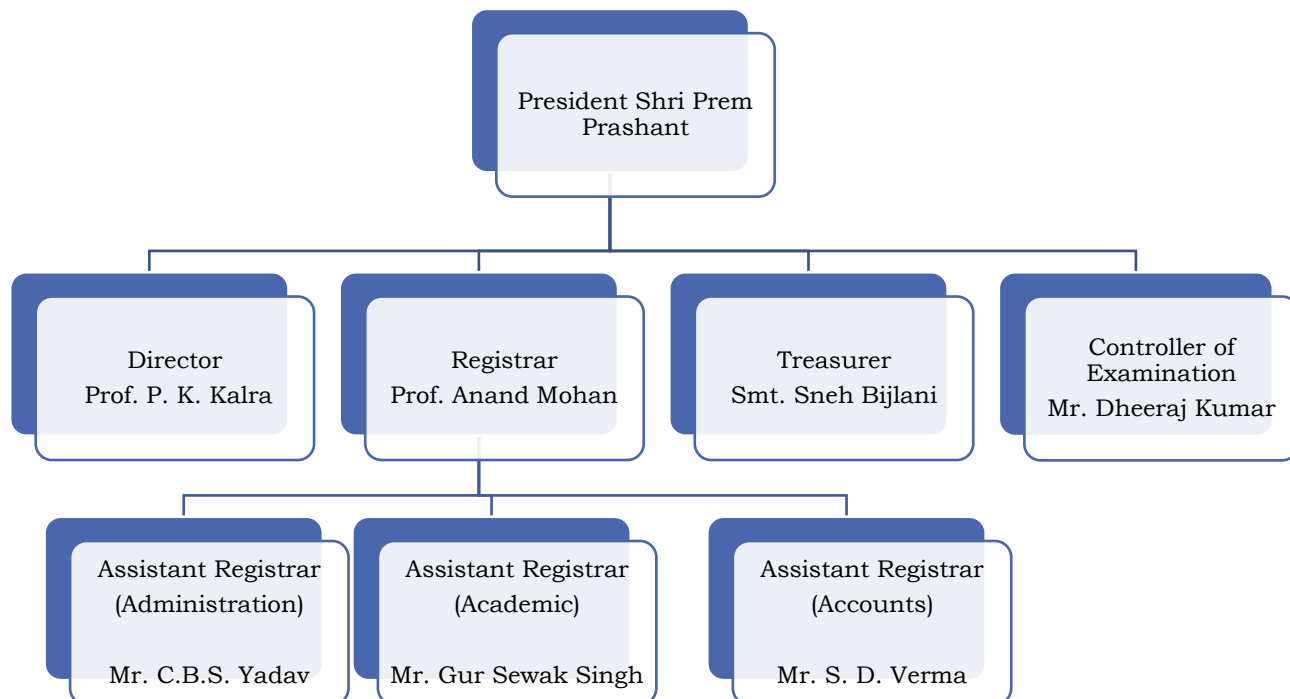 President Shri Prem
Prashant
Director
Prof. P. K. Kalra
Registrar
Prof. Anand Mohan
Treasurer
Smt. Sneh Bijlani
Controller of
Examination
Mr. Dheeraj Kumar
Assistant Registrar
(Administration)
Mr. C.B.S. Yadav
Assistant Registrar
(Academic)
Mr. Gur Sewak Singh
Assistant Registrar
(Accounts)
Mr. S. D. Verma